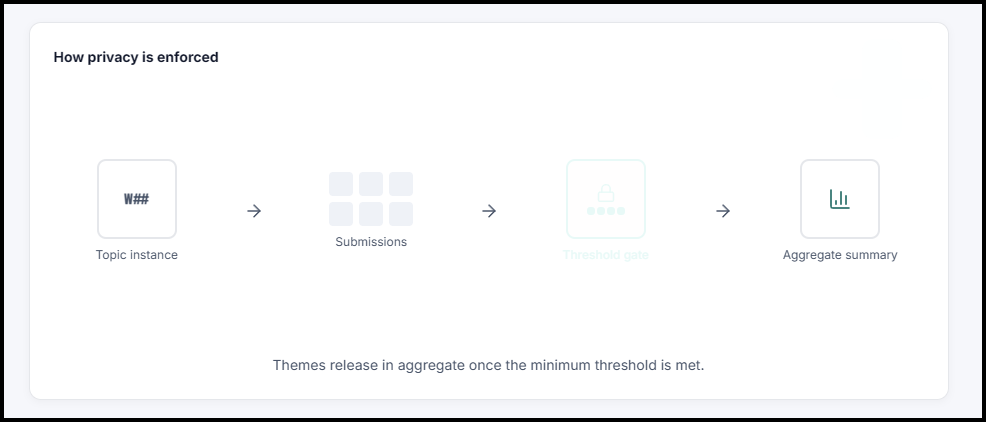 How privacy is enforced
W##
Topic instance
Submissions
Threshold gate
Aggregate summary
Themes release in aggregate once the minimum threshold is met.